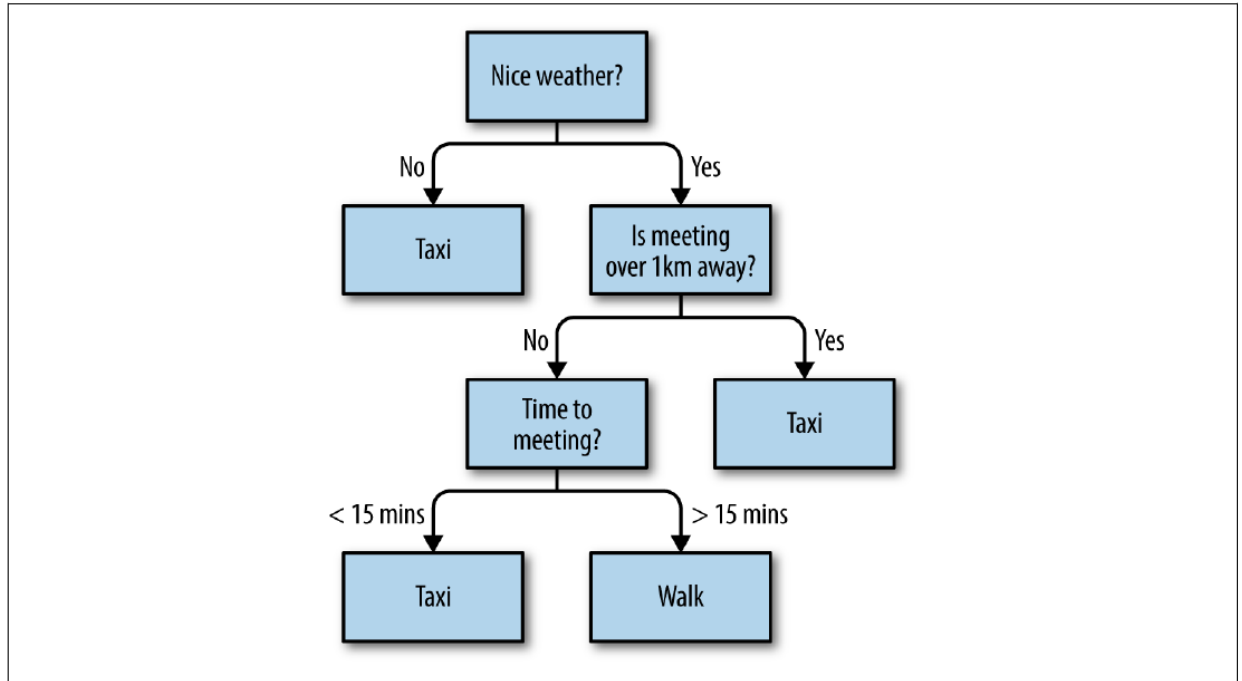 Nice weather?
No
Yes
Taxi
Is meeting
over 1km away?
No
Yes
Time to
meeting?
Taxi
< 15 mins
> 15 mins
Taxi
Walk